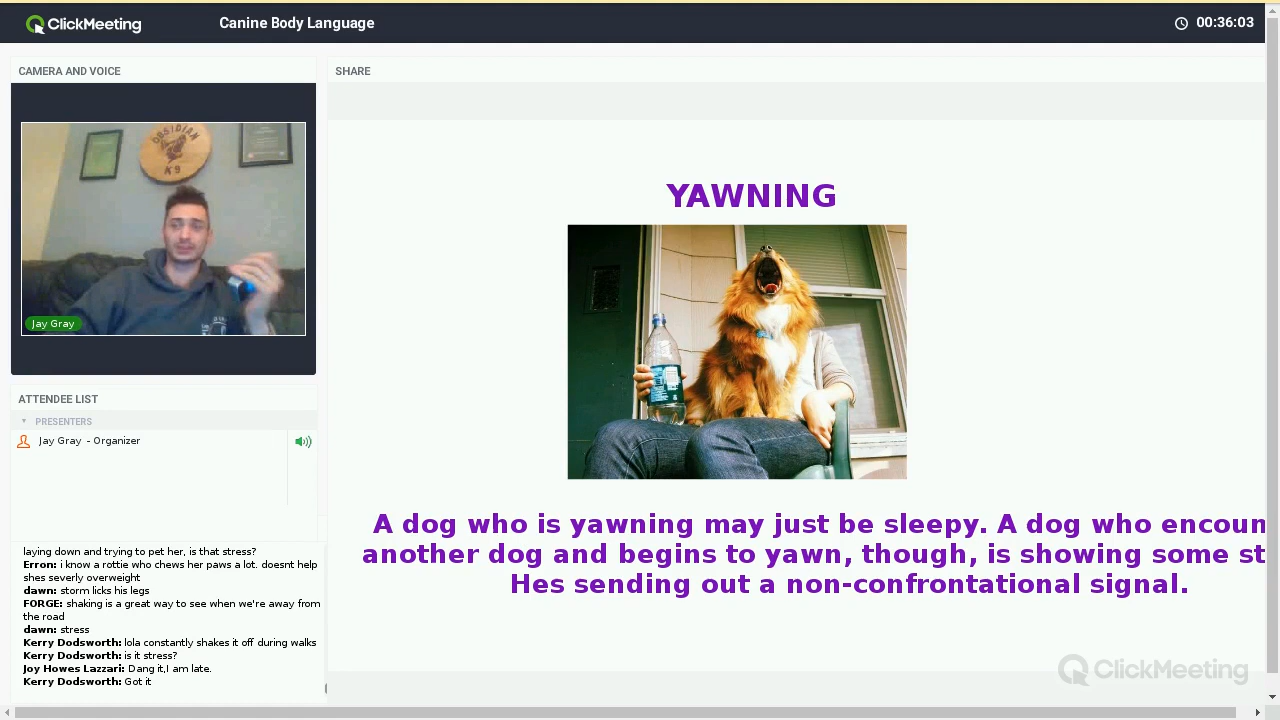 ClickMeeting
Canine Body Language
00:36:03
CAMERA AND VOICE
OBSIDIAN
K9
Jay Gray
ATTENDEE LIST
PRESENTERS
Jay Gray - Organizer
laying down and trying to pet her, is that stress?
Erron: i know a rottie who chews her paws a lot. doesnt help
shes severly overweight
dawn: storm licks his legs
FORGE: shaking is a great way to see when we're away from
the road
dawn: stress
Kerry Dodsworth: lola constantly shakes it off during walks
Kerry Dodsworth: is it stress?
Joy Howes Lazzari: Dang it,I am late.
Kerry Dodsworth: Got it
SHARE
YAWNING
A dog who is yawning may just be sleepy. A dog who encoun
another dog and begins to yawn, though, is showing some st
Hes sending out a non-confrontational signal.
ClickMeeting